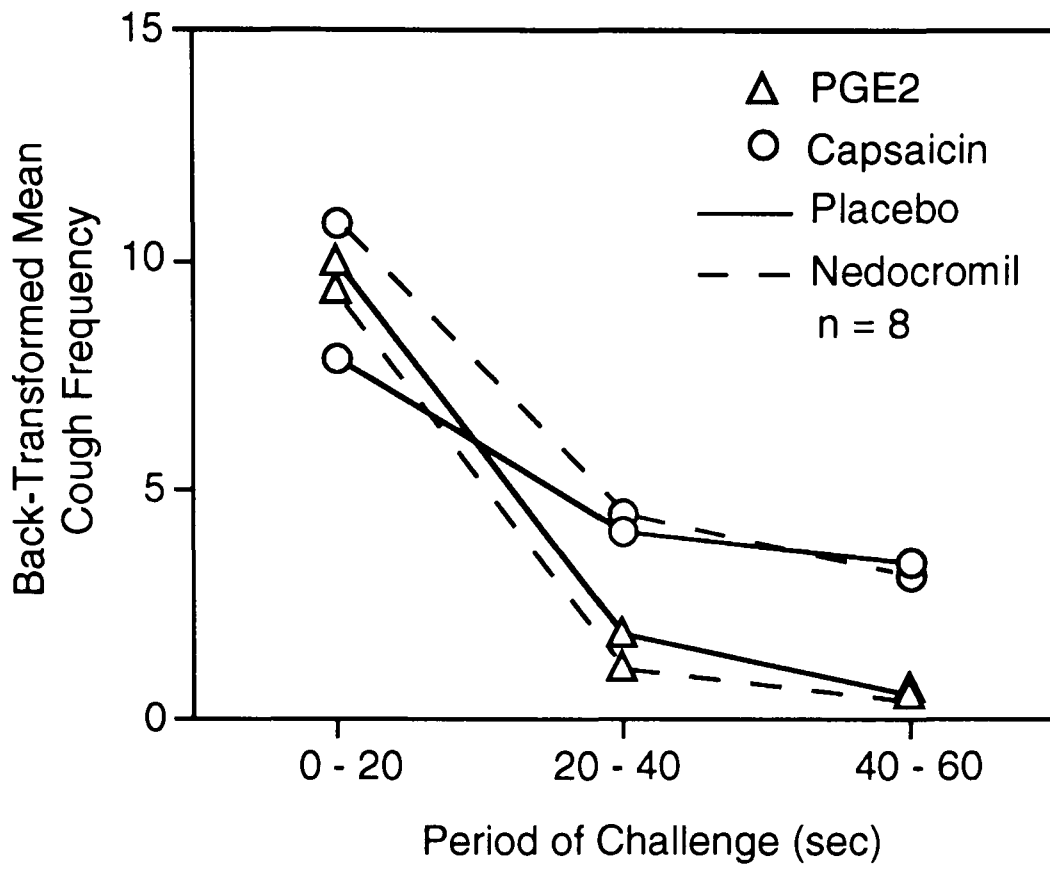 Back-Transformed Mean
Cough Frequency
15
10
5
0
PGE2
Capsaicin
Placebo
Nedocromil
n = 8
0 - 20
20 - 40
40 - 60
Period of Challenge (sec)